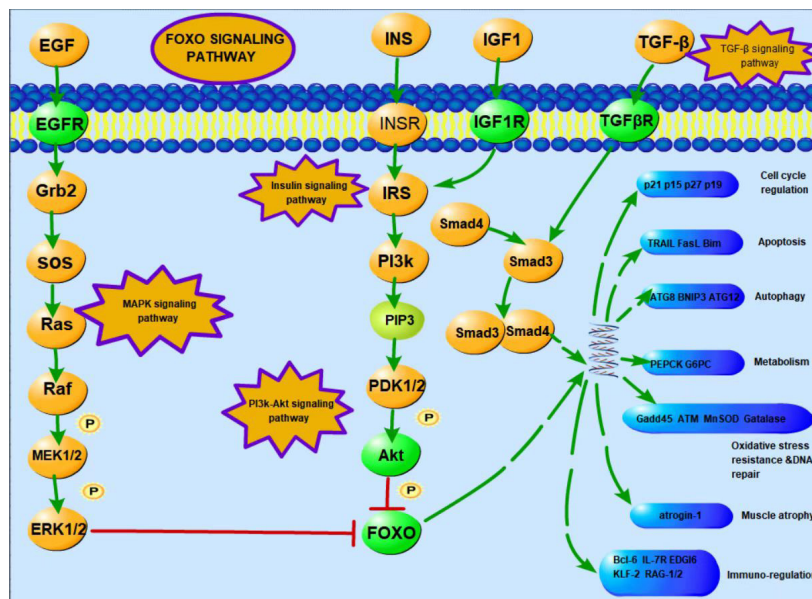 EGF
FOXO SIGNALING
PATHWAY
INS
IGF1
TGF-β
TGF-β signaling
pathway
EGFR
INSR
IGF1R
TGFβR
Grb2
Insulin signaling
pathway
IRS
p21 p15 p27 p19
Cell cycle
regulation
Smad4
SOS
PI3k
Smad3
TRAIL FasL Bim
Apoptosis
MAPK signaling
pathway
Ras
PIP3
Smad3
Smad4
ATG8 BNIP3 ATG12
Autophagy
Raf
PDK1/2
PEPCK G6PC
Metabolism
PI3k-Akt signaling
pathway
P
P
Gadd45 ATM MnSOD Gatalase
Oxidative stress
resistance &DNA
repair
MEK1/2
Akt
P
P
ERK1/2
FOXO
atrogin-1
Muscle atrophy
Bcl-6 IL-7R EDGI6
KLF-2 RAG-1/2
Immuno-regulation